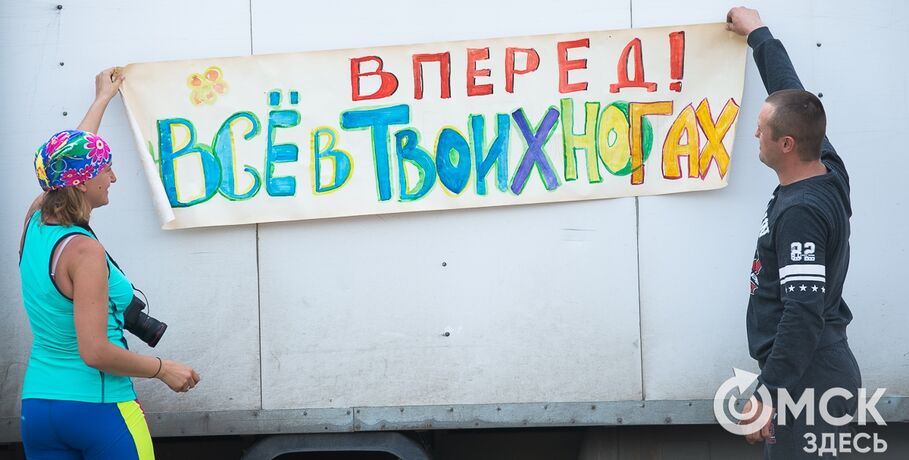 ВПЕРЕД!
ВСЁ В ТВОИХ НОГАХ
82
ОМСК
ЗДЕСЬ